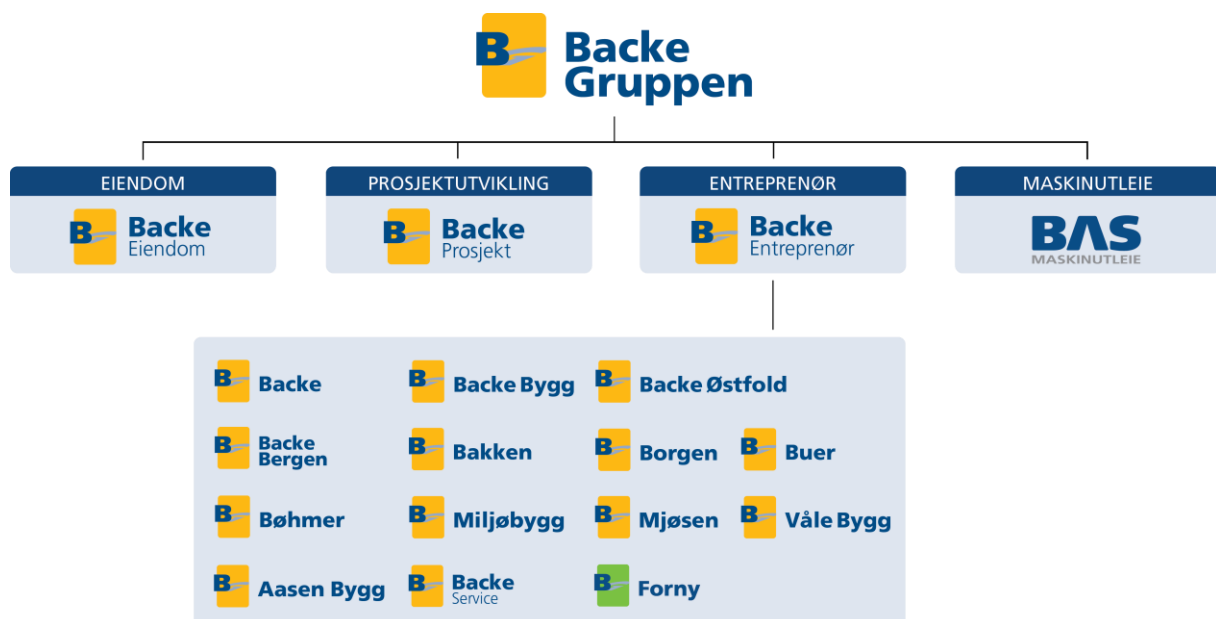 B Backe
Gruppen
EIENDOM
B Backe
Eiendom
PROSJEKTUTVIKLING
B Backe
Prosjekt
ENTREPRENØR
B Backe
Entreprenør
MASKINUTLEIE
BAS
MASKINUTLEIE
B Backe
B Backe Bygg
B Backe Østfold
B Backe
Bergen
B Bakken
B Borgen
B Buer
B Bøhmer
B Miljøbygg
B Mjøsen
B Våle Bygg
B Aasen Bygg
B Backe
Service
B Forny